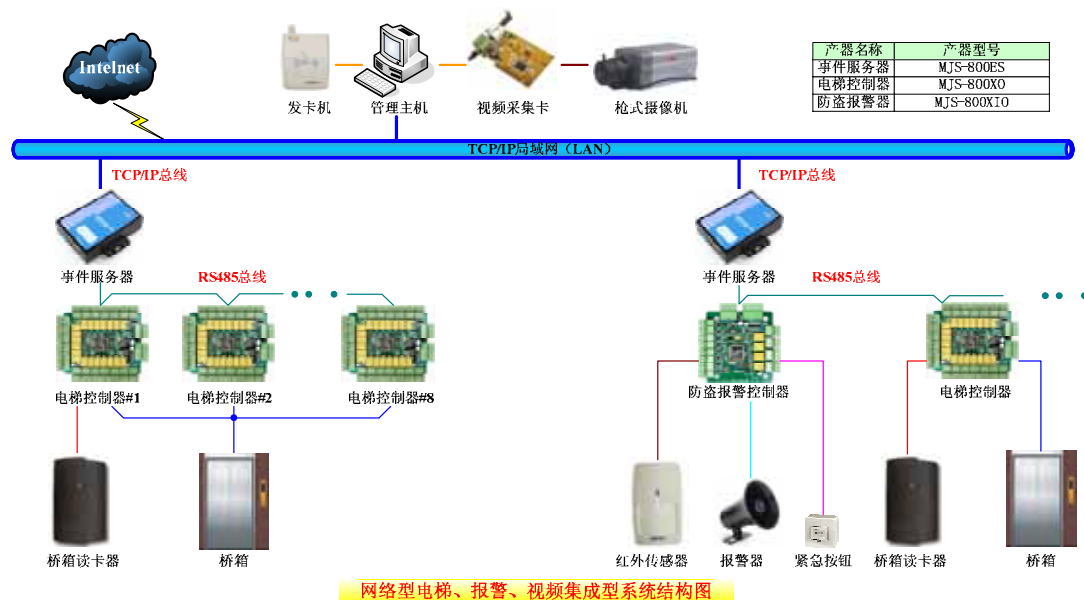 Intelnet
发卡机
管理主机
视频采集卡
枪式摄像机
产器名称 产器型号
事件服务器 MJS-800ES
电梯控制器 MJS-800XO
防盗报警器 MJS-800XIO
TCP/IP局域网（LAN）
TCP/IP总线
TCP/IP总线
事件服务器
RS485总线
事件服务器
RS485总线
电梯控制器#1
电梯控制器#2
电梯控制器#8
防盗报警控制器
电梯控制器
桥箱读卡器
桥箱
红外传感器
报警器
紧急按钮
桥箱读卡器
桥箱
网络型电梯、报警、视频集成型系统结构图